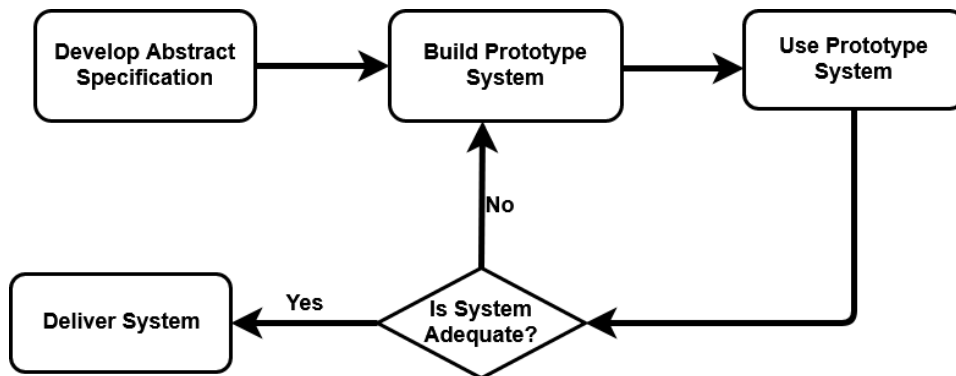 Develop Abstract
Specification
Build Prototype
System
Use Prototype
System
No
Is System
Adequate?
Yes
Deliver System